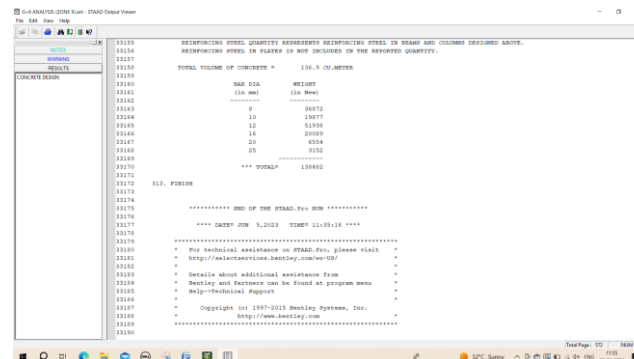 G+8 ANALYSIS (ZONE II).anl - STAAD Output Viewer
File Edit View Help
NOTES
WARNING
RESULTS
CONCRETE DESIGN
33155 REINFORCING STEEL QUANTITY REPRESENTS REINFORCING STEEL IN BEAMS AND COLUMNS DESIGNED ABOVE.
33156 REINFORCING STEEL IN PLATES IS NOT INCLUDED IN THE REPORTED QUANTITY.
33157
33158 TOTAL VOLUME OF CONCRETE = 136.9 CU.METER
33159
33160 BAR DIA WEIGHT
33161 (in mm) (in New)
33162 -------- --------
33163 8 36872
33164 10 19877
33165 12 51938
33166 16 20089
33167 20 6554
33168 25 3152
33169 ------------
33170 *** TOTAL= 138482
33171
33172 313. FINISH
33173
33174
33175 *********** END OF THE STAAD.Pro RUN ***********
33176
33177 **** DATE= JUN 5,2023 TIME= 11:35:16 ****
33178
33179 ************************************************************
33180 * For technical assistance on STAAD.Pro, please visit *
33181 * http://selectservices.bentley.com/en-US/ *
33182 * *
33183 * Details about additional assistance from *
33184 * Bentley and Partners can be found at program menu *
33185 * Help->Technical Support *
33186 * *
33187 * Copyright (c) 1997-2015 Bentley Systems, Inc. *
33188 * http://www.bentley.com *
33189 ************************************************************
33190
Total Page: 572 NUM
32°C Sunny ENG 11:35